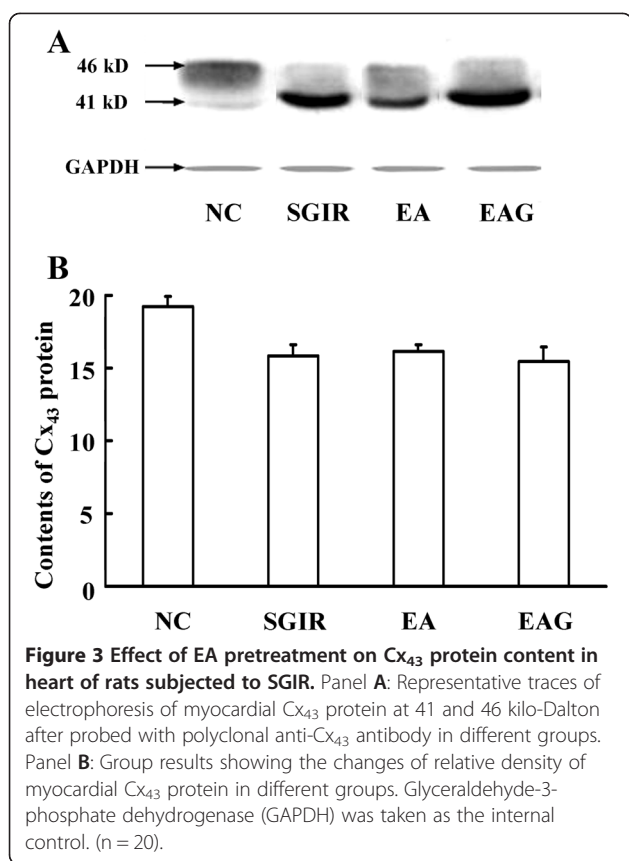 A
46 kD
41 kD
GAPDH
NC SGIR EA EAG
B
20
15
10
5
0
Contents of Cx43 protein
NC SGIR EA EAG
Figure 3 Effect of EA pretreatment on Cx43 protein content in
heart of rats subjected to SGIR. Panel A: Representative traces of
electrophoresis of myocardial Cx43 protein at 41 and 46 kilo-Dalton
after probed with polyclonal anti-Cx43 antibody in different groups.
Panel B: Group results showing the changes of relative density of
myocardial Cx43 protein in different groups. Glyceraldehyde-3-
phosphate dehydrogenase (GAPDH) was taken as the internal
control. (n = 20).